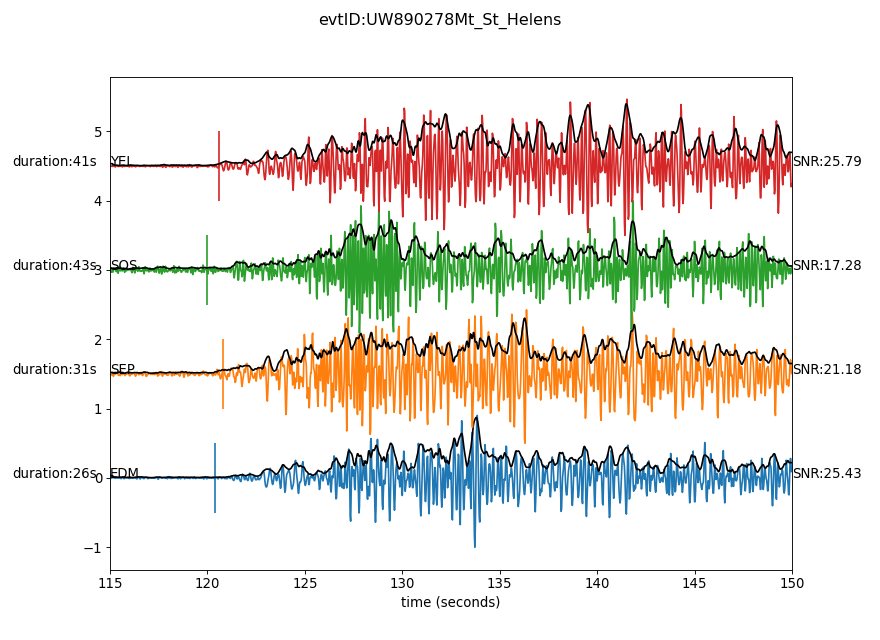 evtID:UW890278Mt_St_Helens
5
duration:41s YEL SNR:25.79
4
duration:43s 3 SOS SNR:17.28
2
duration:31s SEP SNR:21.18
1
duration:26s 0 EDM SNR:25.43
−1
115 120 125 130 135 140 145 150
time (seconds)